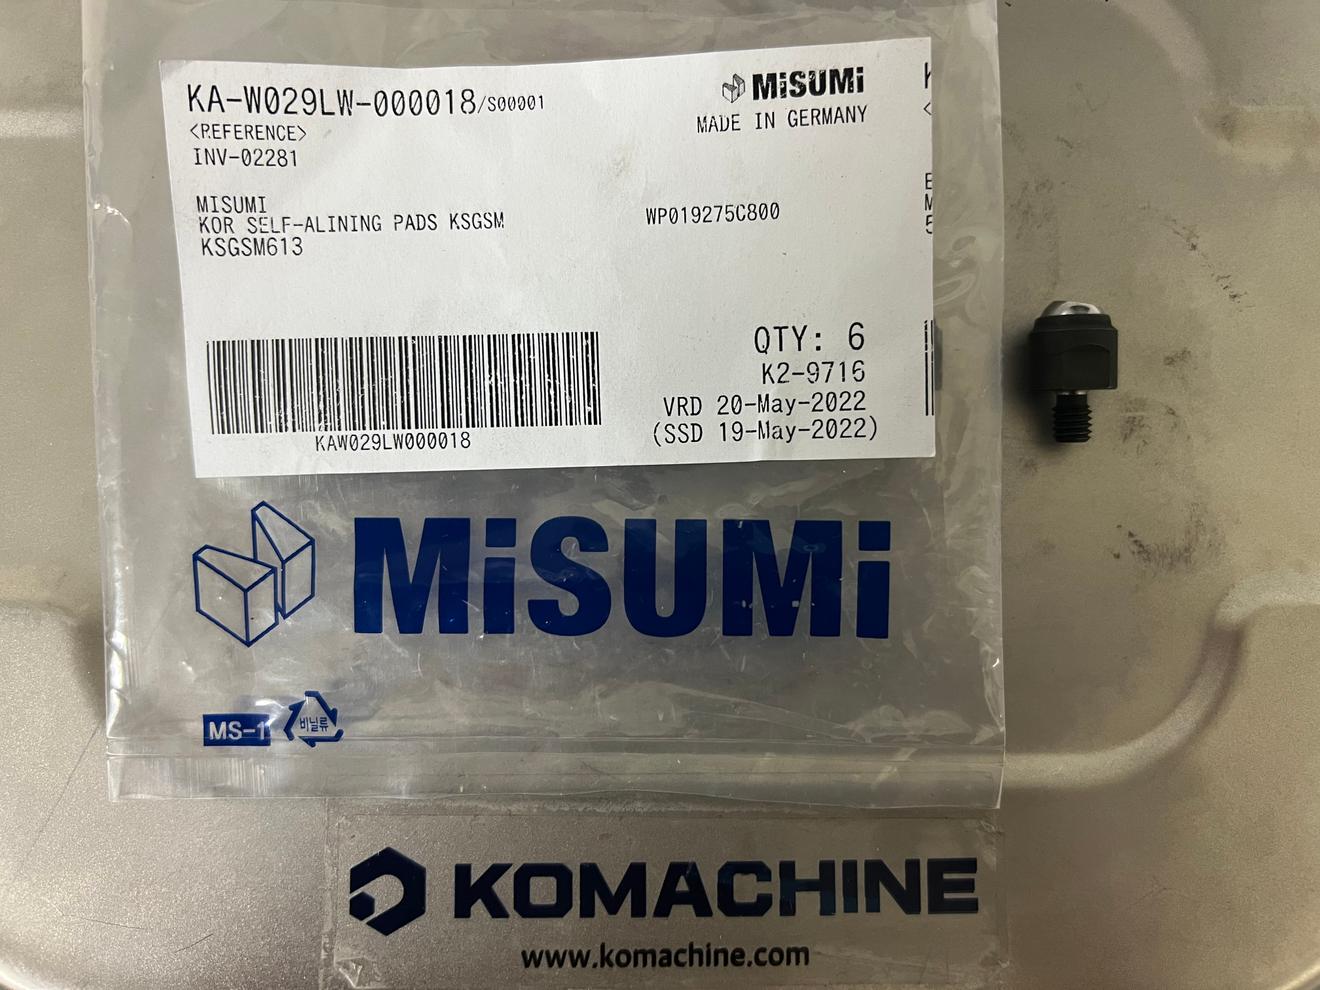 KA-W029LW-000018/S00001
<REFERENCE>
INV-02281
MiSUMi
MADE IN GERMANY
MISUMI
KOR SELF-ALINING PADS KSGSM
KSGSM613
WP019275C800
QTY: 6
K2-9716
VRD 20-May-2022
(SSD 19-May-2022)
KAW029LW000018
MiSUMi
MS-1
비닐류
KOMACHINE
www.komachine.com